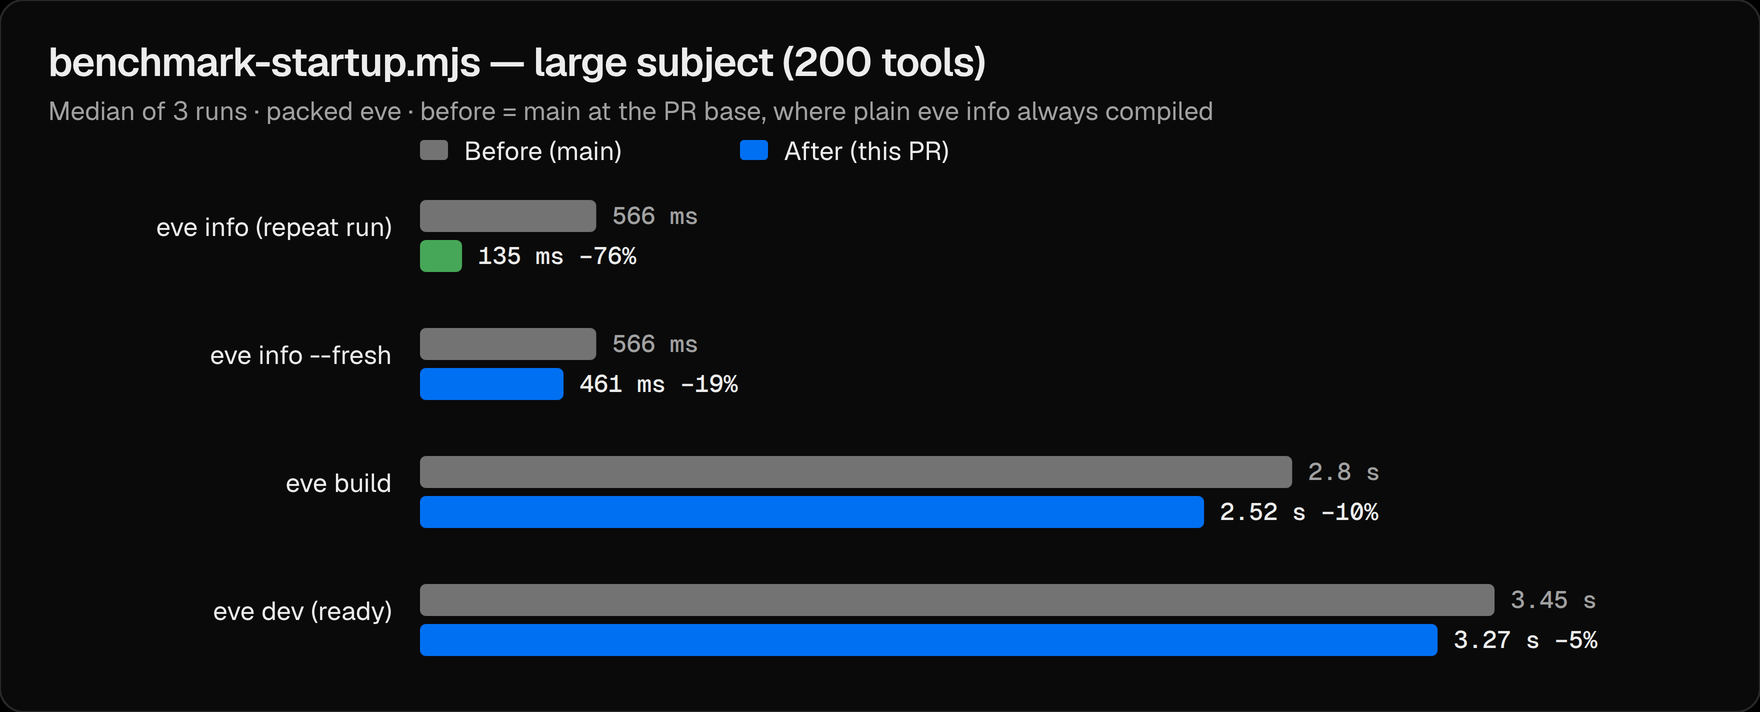 benchmark-startup.mjs — large subject (200 tools)
Median of 3 runs · packed eve · before = main at the PR base, where plain eve info always compiled
Before (main) After (this PR)
eve info (repeat run)
566 ms
135 ms −76%
eve info --fresh
566 ms
461 ms −19%
eve build
2.8 s
2.52 s −10%
eve dev (ready)
3.45 s
3.27 s −5%